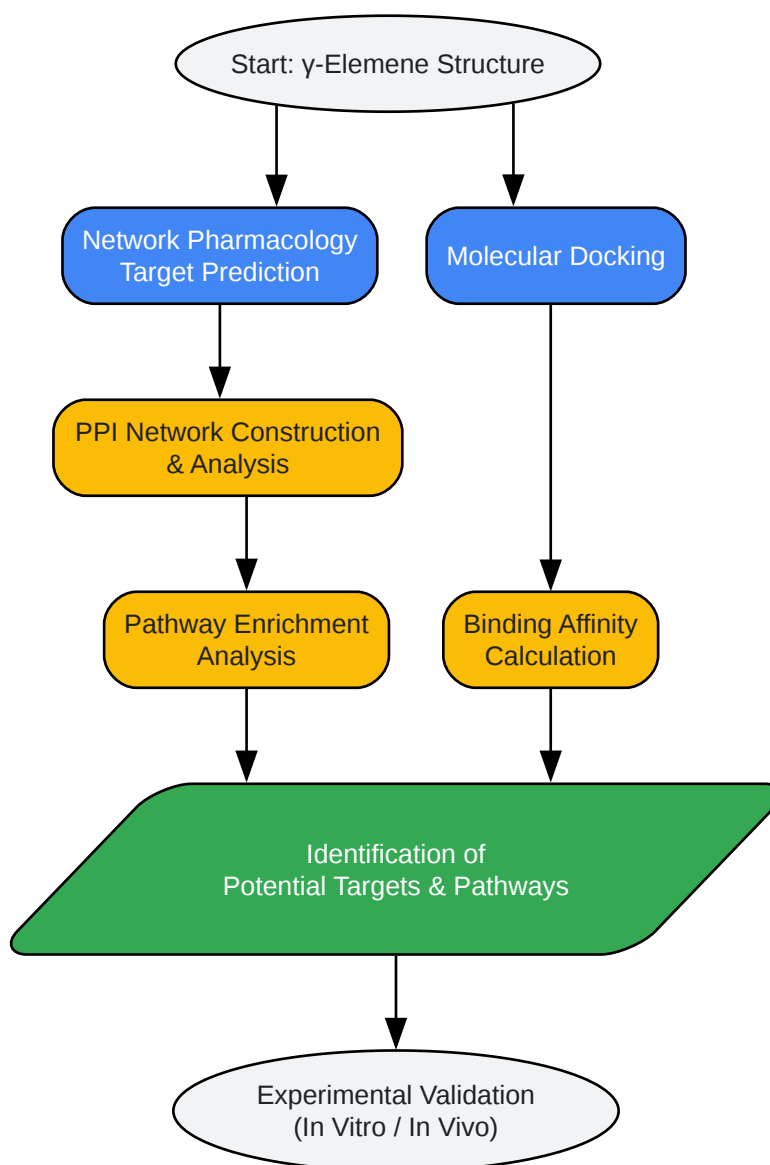 Start: γ-Elemene Structure
Network Pharmacology
Target Prediction
Molecular Docking
PPI Network Construction
& Analysis
Pathway Enrichment
Analysis
Binding Affinity
Calculation
Identification of
Potential Targets & Pathways
Experimental Validation
(In Vitro / In Vivo)